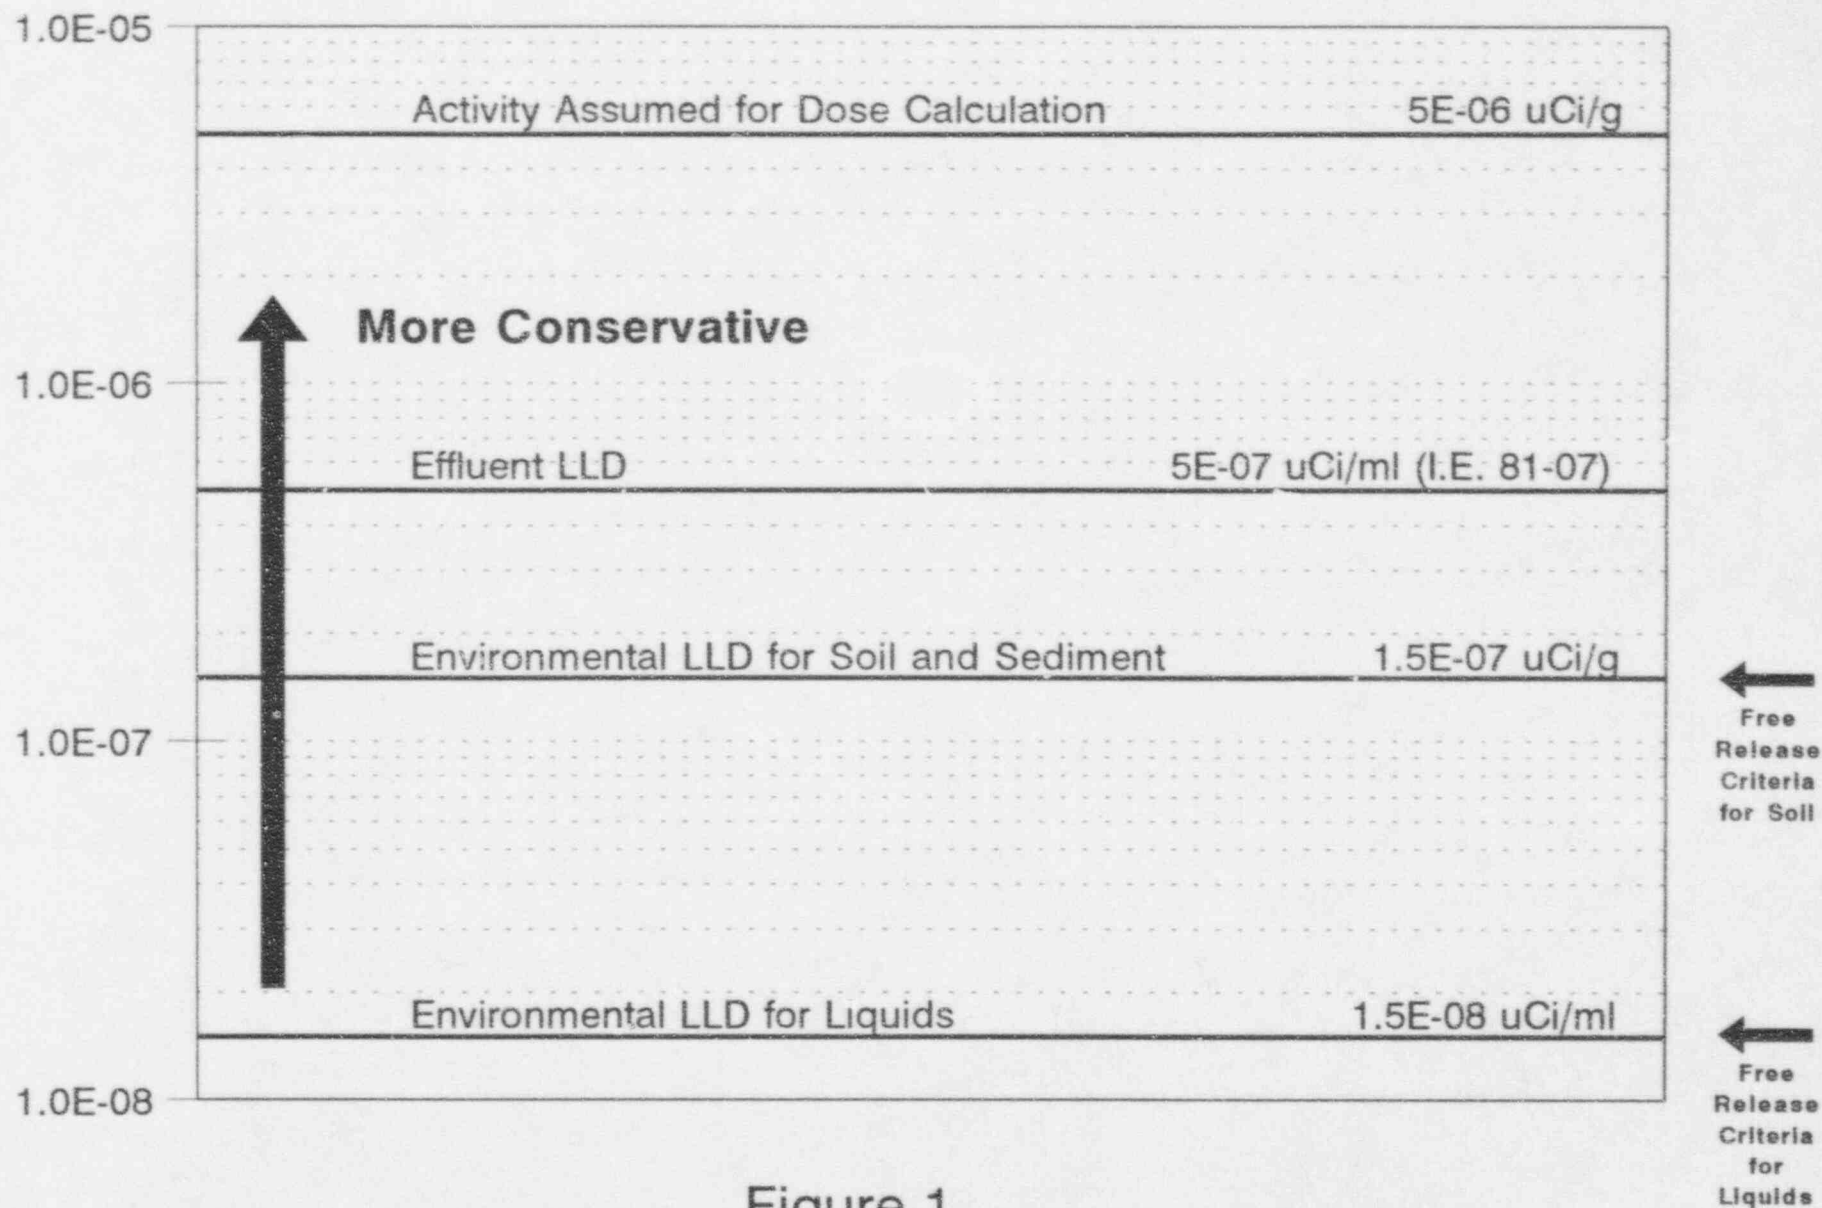 1.0E-05
Activity Assumed for Dose Calculation 5E-06 uCi/g
More Conservative
1.0E-06
Effluent LLD 5E-07 uCi/ml (I.E. 81-07)
Environmental LLD for Soil and Sediment 1.5E-07 uCi/g
1.0E-07
Free
Release
Criteria
for Soil
Environmental LLD for Liquids 1.5E-08 uCi/ml
1.0E-08
Free
Release
Criteria
for
Liquids
Figure 1